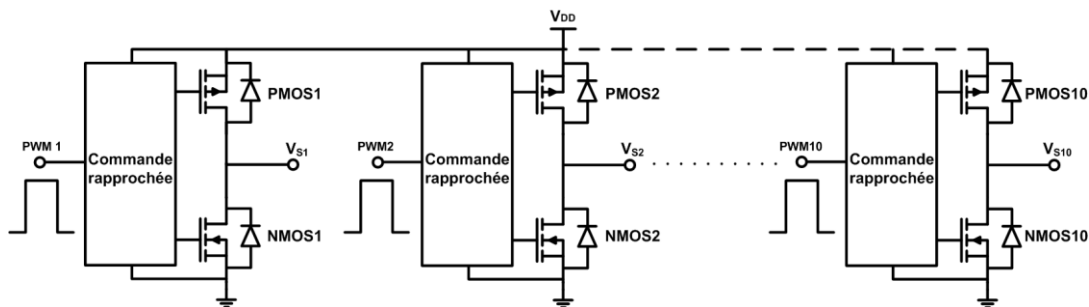 VDD
PWM 1
Commande
rapprochée
PMOS1
VS1
NMOS1
PWM2
Commande
rapprochée
PMOS2
VS2
NMOS2
PWM10
Commande
rapprochée
PMOS10
VS10
NMOS10